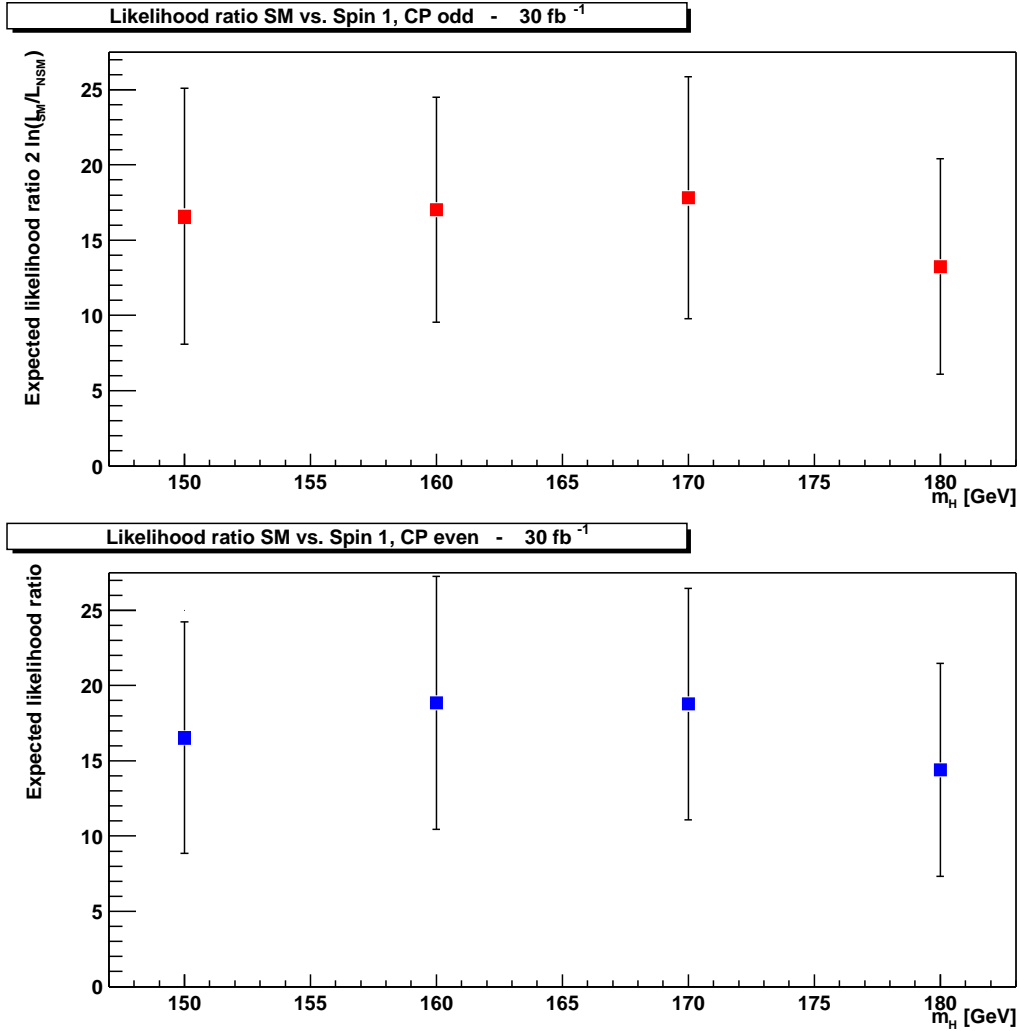 Likelihood ratio SM vs. Spin 1, CP odd - 30 fb -1
Expected likelihood ratio 2 ln(L_SM/L_NSM)
25
20
15
10
5
0
150 155 160 165 170 175 180
m_H [GeV]
Likelihood ratio SM vs. Spin 1, CP even - 30 fb -1
Expected likelihood ratio
25
20
15
10
5
0
150 155 160 165 170 175 180
m_H [GeV]